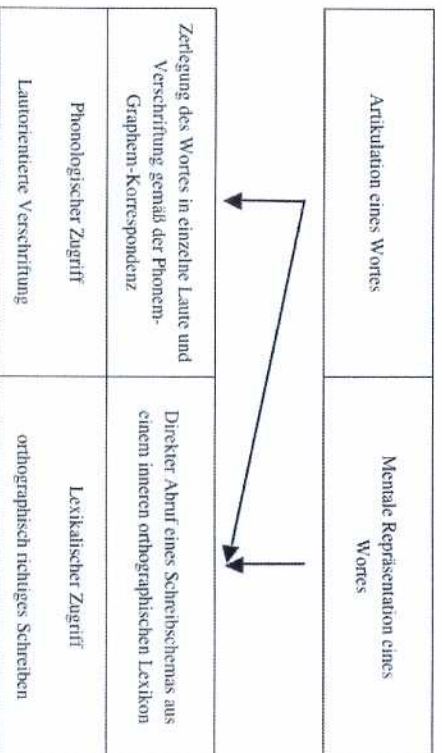 Artikulation eines Wortes
Mentale Repräsentation eines
Wortes
Zerlegung des Wortes in einzelne Laute und
Verschriftung gemäß der Phonem-
Graphem-Korrespondenz
Direkter Abruf eines Schreibschemas aus
einem inneren orthographischen Lexikon
Phonologischer Zugriff
Lexikalischer Zugriff
Lautorientierte Verschriftung
orthographisch richtiges Schreiben